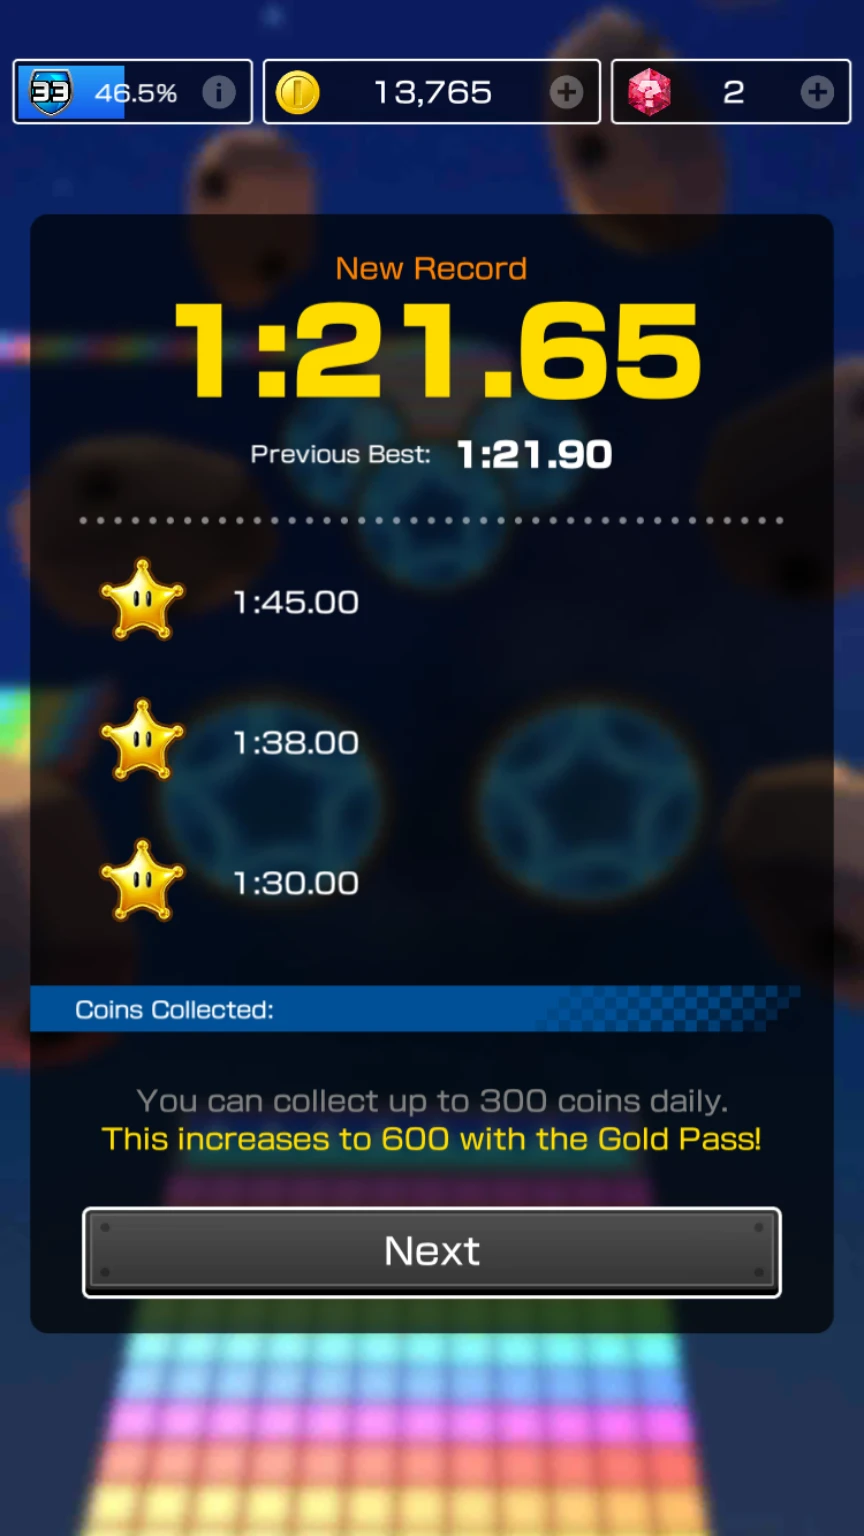 33 46.5% i 13,765 + ? 2 +
New Record
1:21.65
Previous Best: 1:21.90
1:45.00
1:38.00
1:30.00
Coins Collected:
You can collect up to 300 coins daily.
This increases to 600 with the Gold Pass!
Next